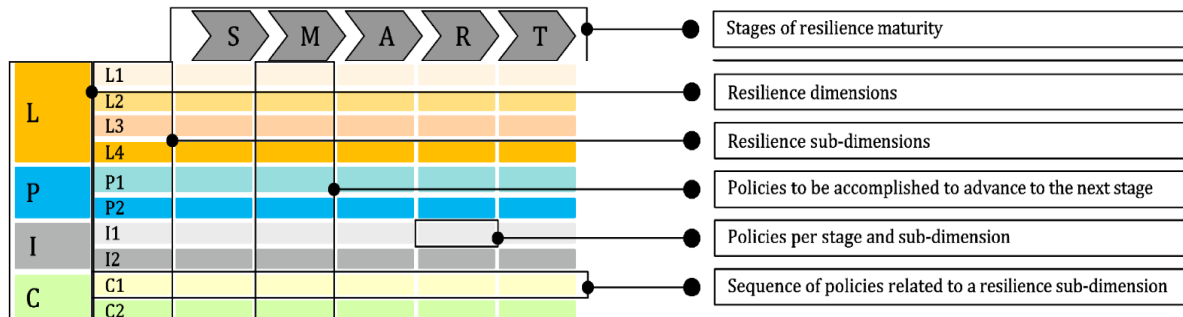 S M A R T
Stages of resilience maturity
L
L1
L2
L3
L4
P
P1
P2
I
I1
I2
C
C1
C2
Resilience dimensions
Resilience sub-dimensions
Policies to be accomplished to advance to the next stage
Policies per stage and sub-dimension
Sequence of policies related to a resilience sub-dimension